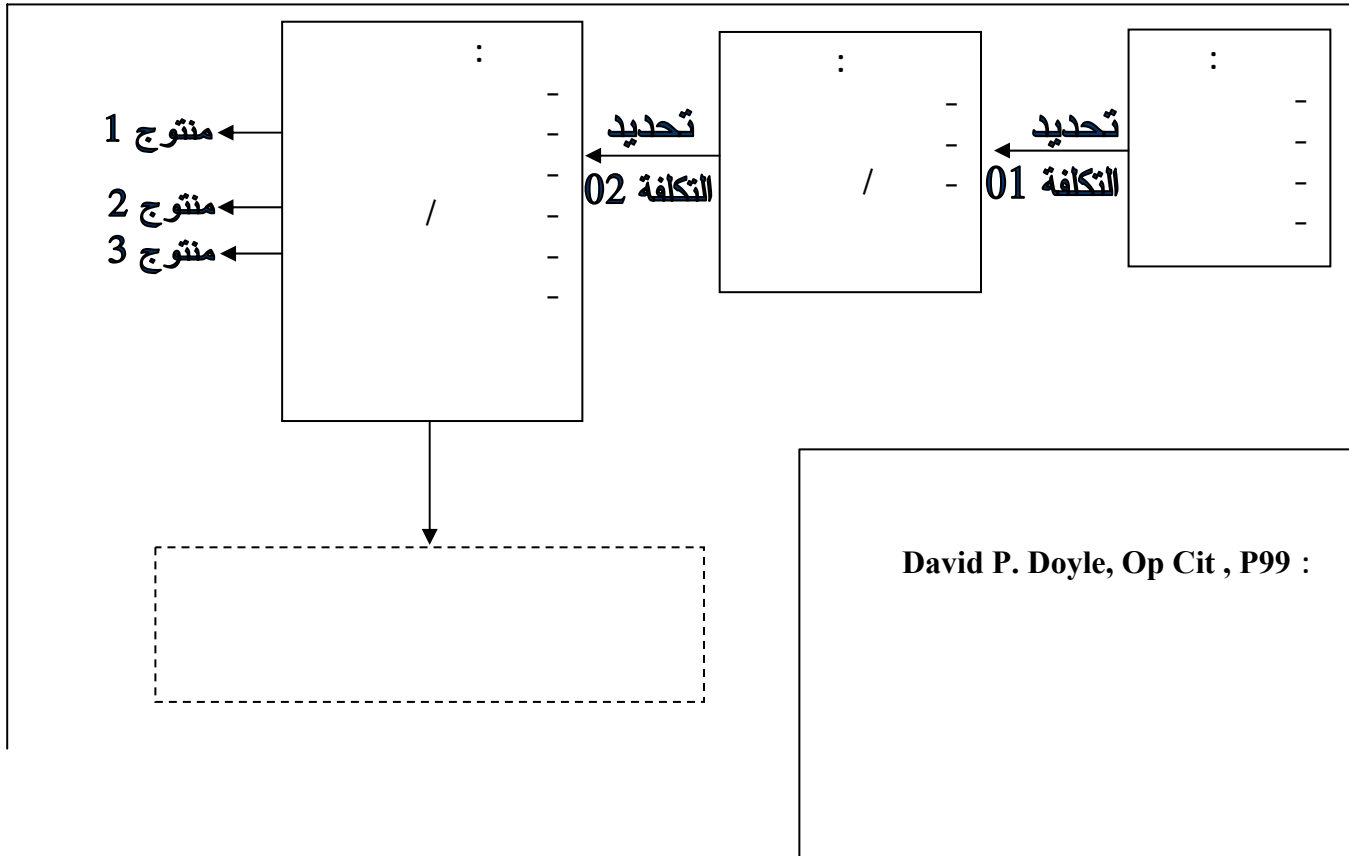 :
-
-
-
-
تحديد
التكلفة 01
:
-
-
/ -
تحديد
التكلفة 02
:
-
-
-
/ -
-
-
منتوج 1
منتوج 2
منتوج 3
David P. Doyle, Op Cit , P99 :